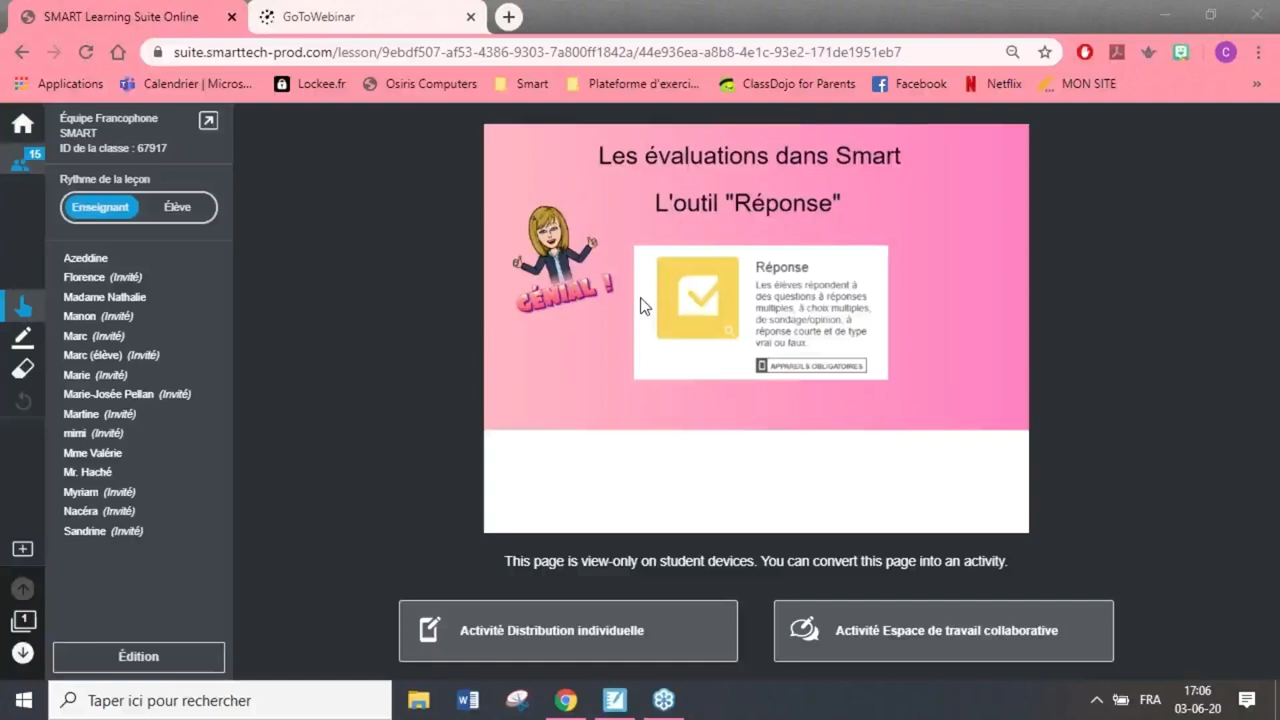 SMART Learning Suite Online
GoToWebinar
suite.smarttech-prod.com/lesson/9ebdf507-af53-4386-9303-7a800ff1842a/44e936ea-a8b8-4e1c-93e2-171de1951eb7
C
Applications
Calendrier | Micros...
Lockee.fr
Osiris Computers
Smart
Plateforme d'exerci...
ClassDojo for Parents
Facebook
Netflix
MON SITE
»
Équipe Francophone
SMART
ID de la classe : 67917
15
Rythme de la leçon
Enseignant
Élève
Azeddine
Florence (Invité)
Madame Nathalie
Manon (Invité)
Marc (Invité)
Marc (élève) (Invité)
Marie (Invité)
Marie-Josée Pellan (Invité)
Martine (Invité)
mimi (Invité)
Mme Valérie
Mr. Haché
Myriam (Invité)
Nacéra (Invité)
Sandrine (Invité)
1
Édition
Les évaluations dans Smart
L'outil "Réponse"
GÉNIAL !
Réponse
Les élèves répondent à
des questions à réponses
multiples, à choix multiples,
de sondage/opinion, à
réponse courte et de type
vrai ou faux.
APPAREILS OBLIGATOIRES
This page is view-only on student devices. You can convert this page into an activity.
Activité Distribution individuelle
Activité Espace de travail collaborative
Taper ici pour rechercher
FRA
17:06
03-06-20